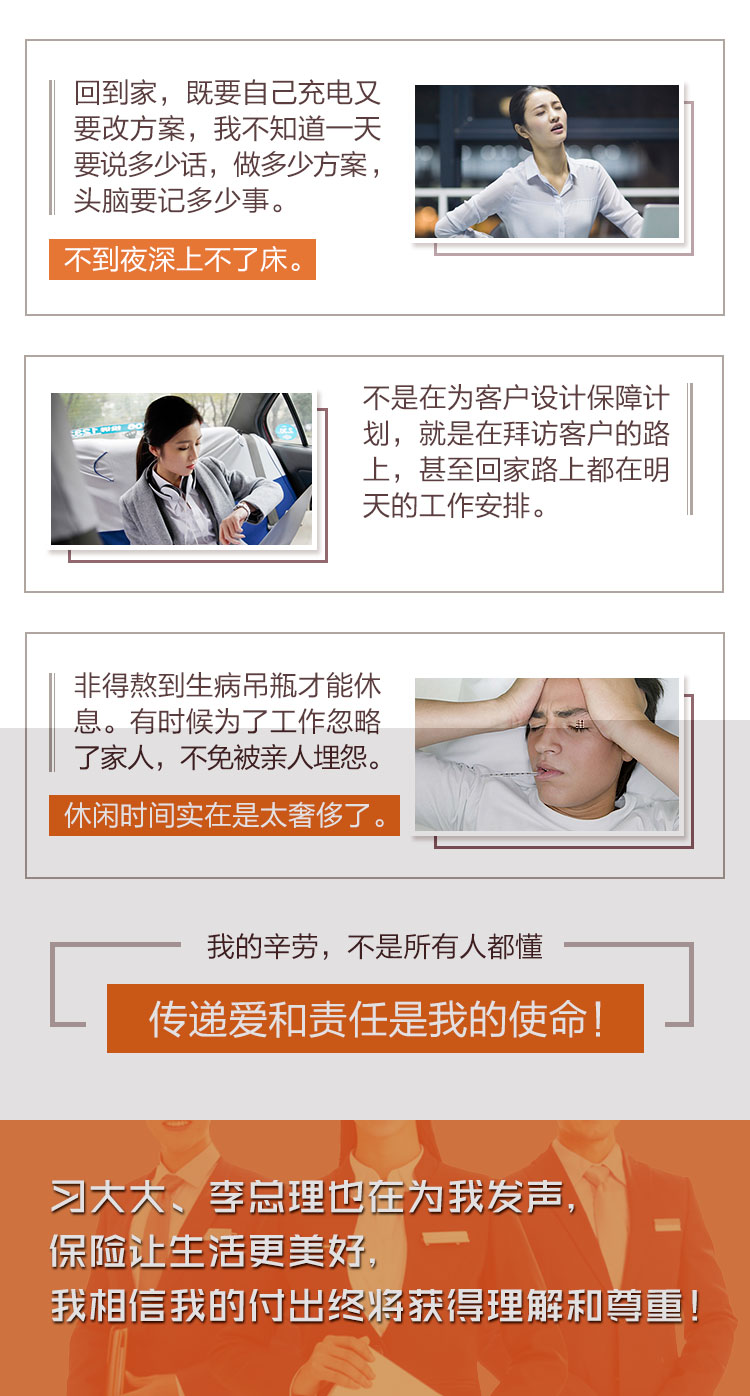 回到家，既要自己充电又
要改方案，我不知道一天
要说多少话，做多少方案，
头脑要记多少事。
不到夜深上不了床。
不是在为客户设计保障计
划，就是在拜访客户的路
上，甚至回家路上都在明
天的工作安排。
非得熬到生病吊瓶才能休
息。有时候为了工作忽略
了家人，不免被亲人埋怨。
休闲时间实在是太奢侈了。
我的辛劳，不是所有人都懂
传递爱和责任是我的使命！
习大大、李总理也在为我发声，
保险让生活更美好，
我相信我的付出终将获得理解和尊重！